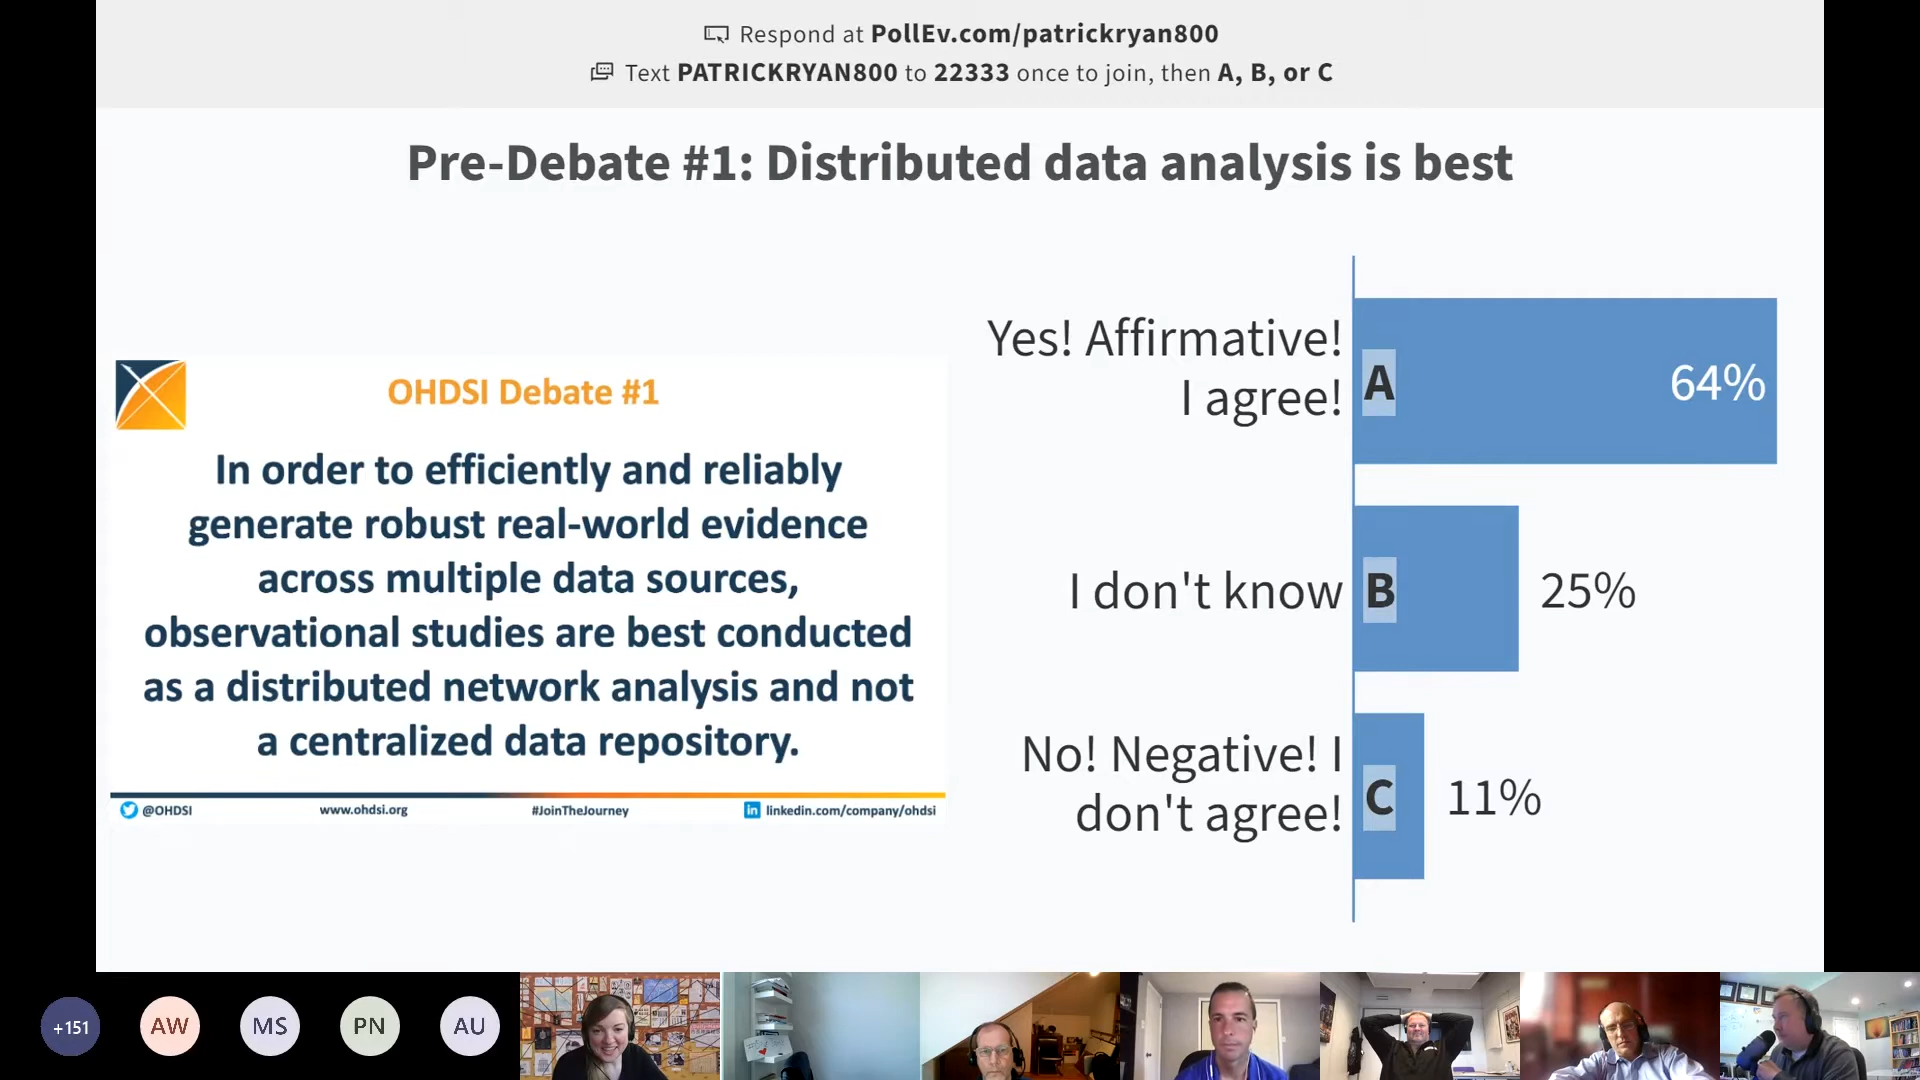 Respond at PollEv.com/patrickryan800
Text PATRICKRYAN800 to 22333 once to join, then A, B, or C
Pre-Debate #1: Distributed data analysis is best
OHDSI Debate #1
In order to efficiently and reliably
generate robust real-world evidence
across multiple data sources,
observational studies are best conducted
as a distributed network analysis and not
a centralized data repository.
@OHDSI
www.ohdsi.org
#JoinTheJourney
in
linkedin.com/company/ohdsi
Yes! Affirmative!
I agree!
A
64%
I don't know
B
25%
No! Negative! I
don't agree!
C
11%
+151
AW
MS
PN
AU